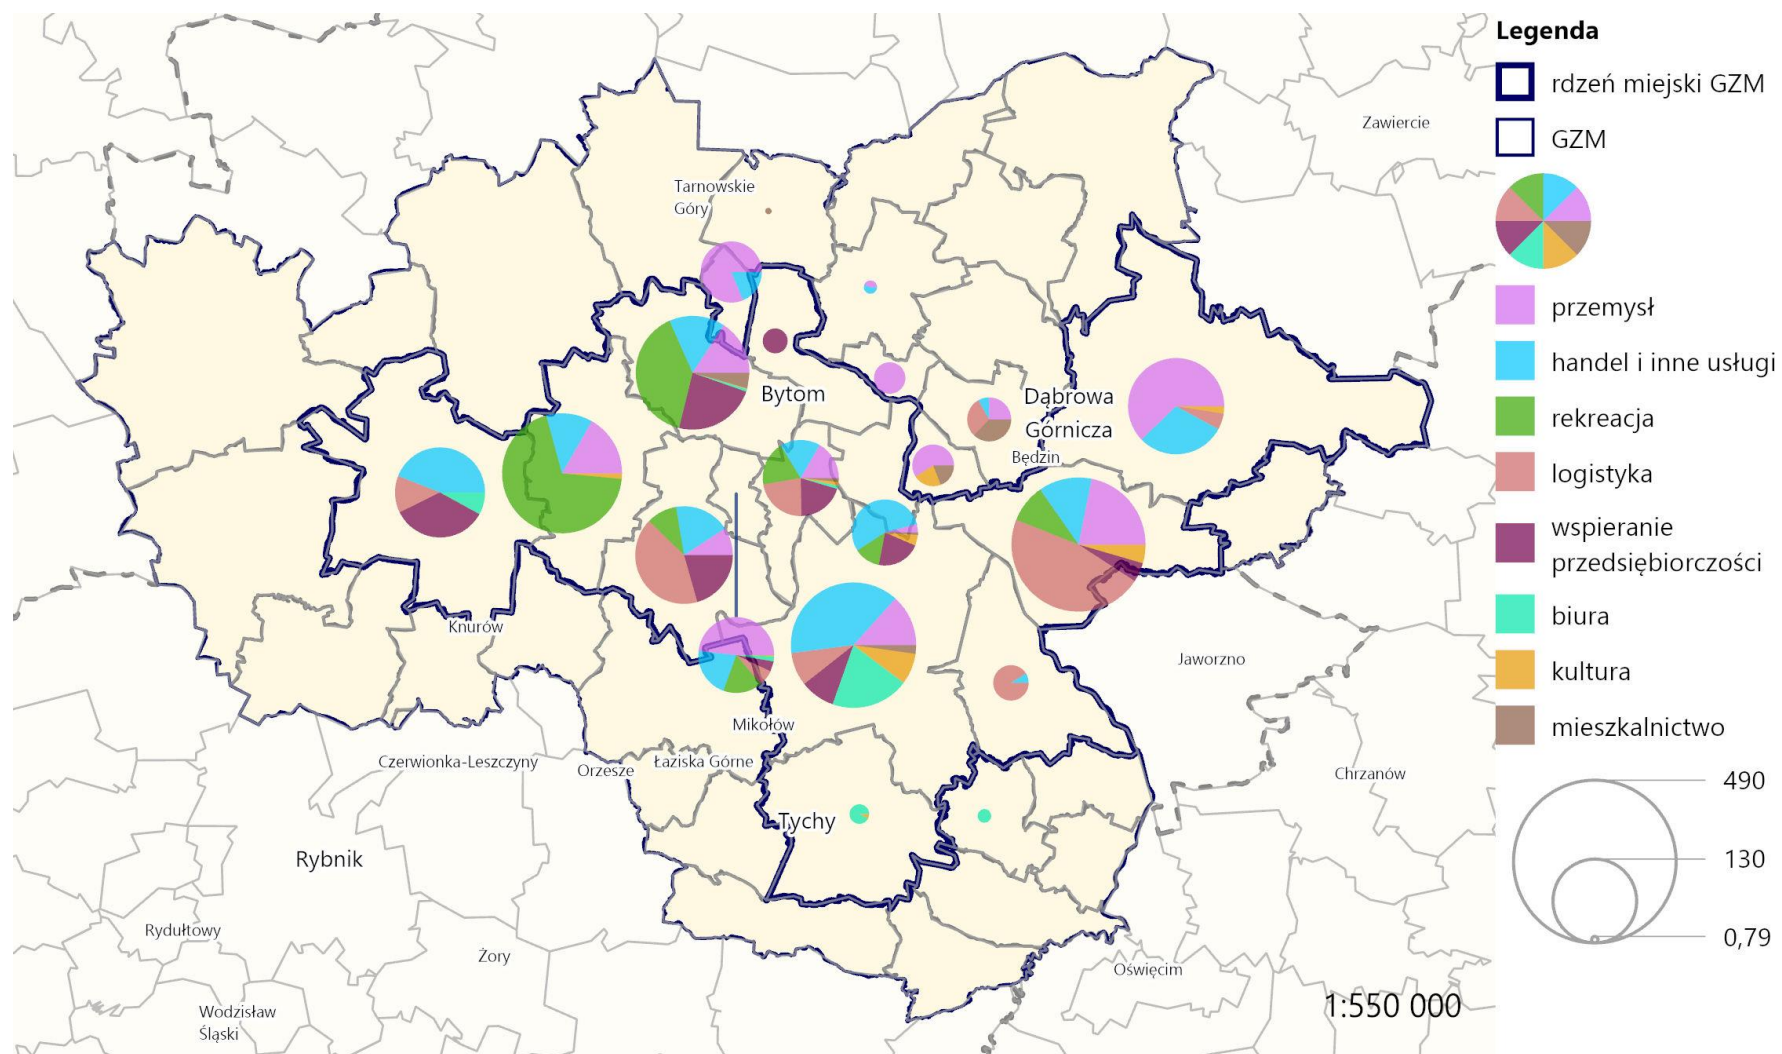 Legenda
rdzeń miejski GZM
GZM
przemysł
handel i inne usługi
rekreacja
logistyka
wspieranie
przedsiębiorczości
biura
kultura
mieszkalnictwo
490
130
0,79
Zawiercie
Tarnowskie
Góry
Bytom
Dąbrowa
Górnicza
Będzin
Knurów
Jaworzno
Mikołów
Czerwionka-Leszczyny
Orzesze
Łaziska Górne
Chrzanów
Tychy
Rybnik
Rydułtowy
Żory
Oświęcim
Wodzisław
Śląski
1:550 000